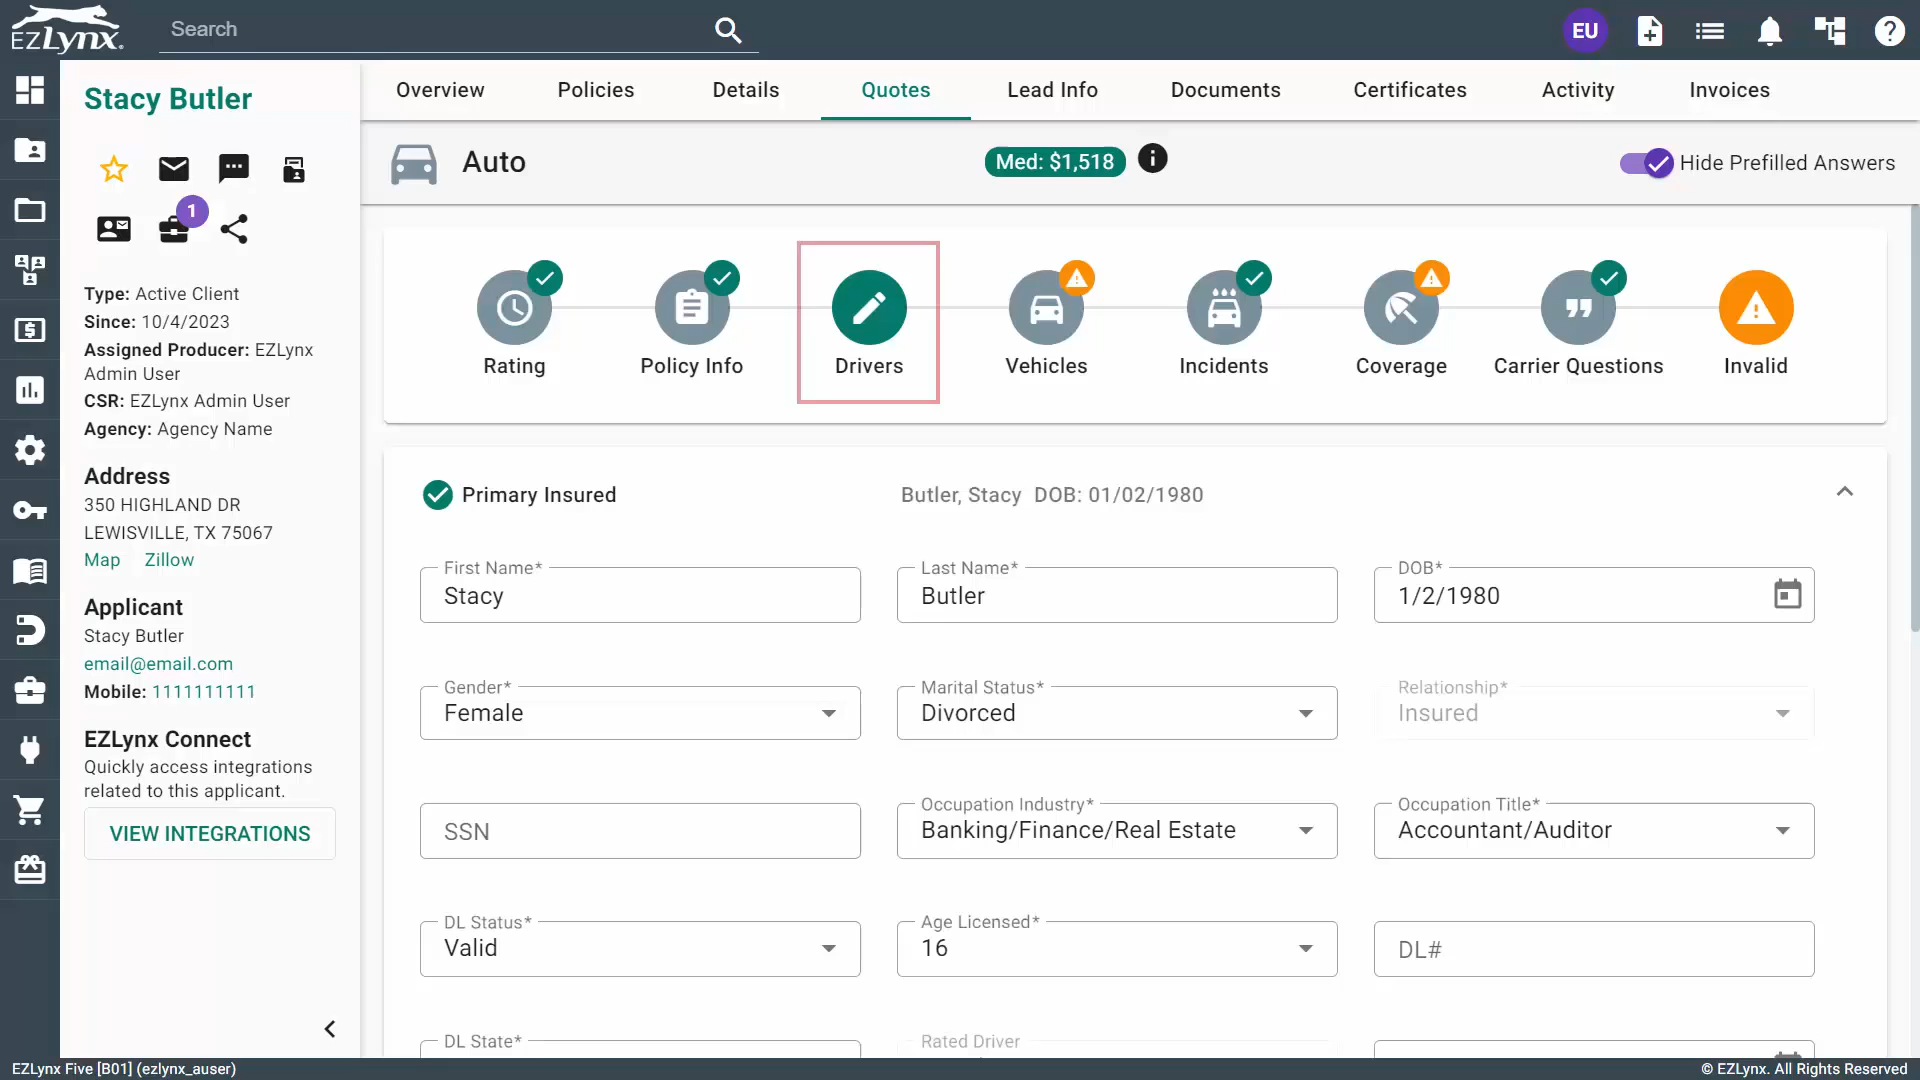 EZLynx.
Search
EU
Stacy Butler
1
Type: Active Client
Since: 10/4/2023
Assigned Producer: EZLynx
Admin User
CSR: EZLynx Admin User
Agency: Agency Name
Address
350 HIGHLAND DR
LEWISVILLE, TX 75067
Map Zillow
Applicant
Stacy Butler
email@email.com
Mobile: 1111111111
EZLynx Connect
Quickly access integrations
related to this applicant.
VIEW INTEGRATIONS
Overview Policies Details Quotes Lead Info Documents Certificates Activity Invoices
Auto Med: $1,518 Hide Prefilled Answers
Rating Policy Info Drivers Vehicles Incidents Coverage Carrier Questions Invalid
Primary Insured Butler, Stacy DOB: 01/02/1980
First Name* Last Name* DOB*
Stacy Butler 1/2/1980
Gender* Marital Status* Relationship*
Female Divorced Insured
Occupation Industry* Occupation Title*
SSN Banking/Finance/Real Estate Accountant/Auditor
DL Status* Age Licensed*
Valid 16 DL#
DL State* Rated Driver
EZLynx Five [B01] (ezlynx_auser) © EZLynx. All Rights Reserved